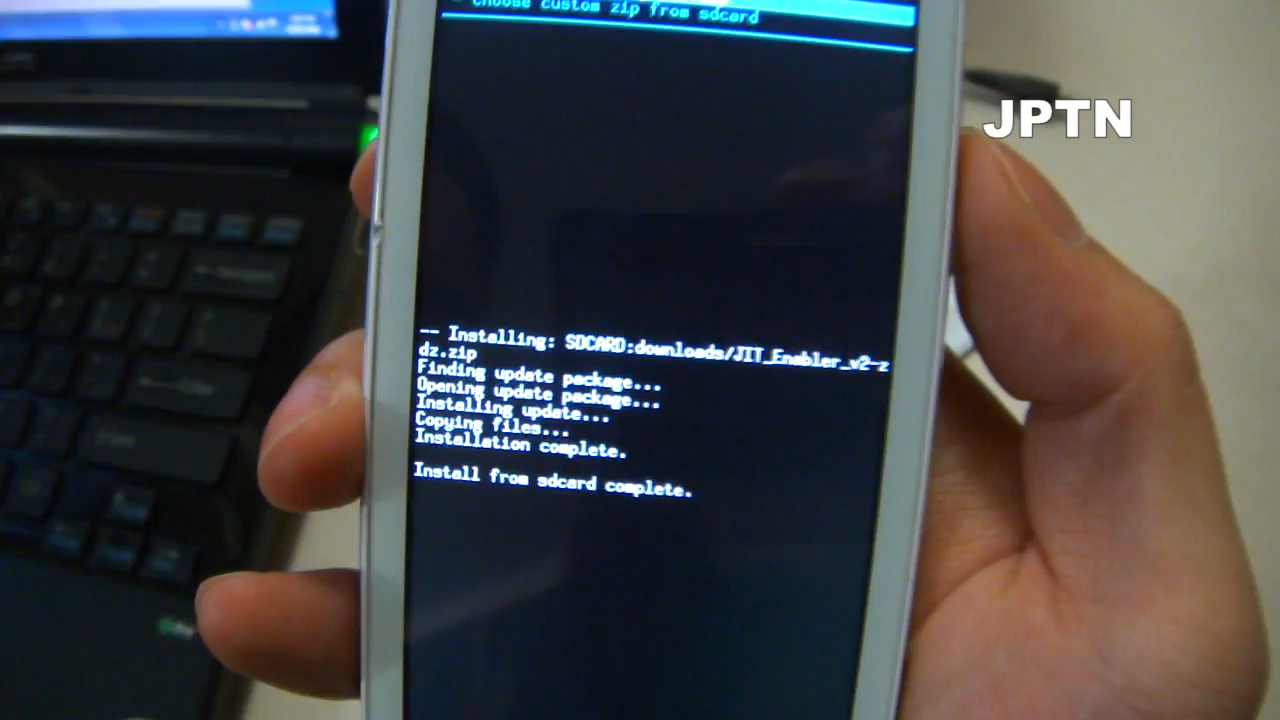 choose custom zip from sdcard
JPTN
-- Installing: SDCARD:downloads/JIT_Enabler_v2-z
dz.zip
Finding update package...
Opening update package...
Installing update...
Copying files...
Installation complete.
Install from sdcard complete.